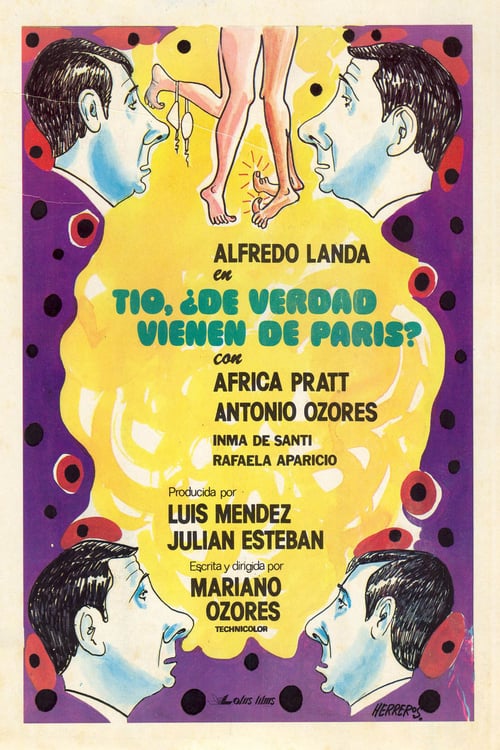 ALFREDO LANDA
en
TIO, ¿DE VERDAD
VIENEN DE PARIS?
con
AFRICA PRATT
ANTONIO OZORES
INMA DE SANTI
RAFAELA APARICIO
Producida por
LUIS MENDEZ
JULIAN ESTEBAN
Escrita y dirigida por
MARIANO
OZORES
TECHNICOLOR
Lotus films
HERREROS